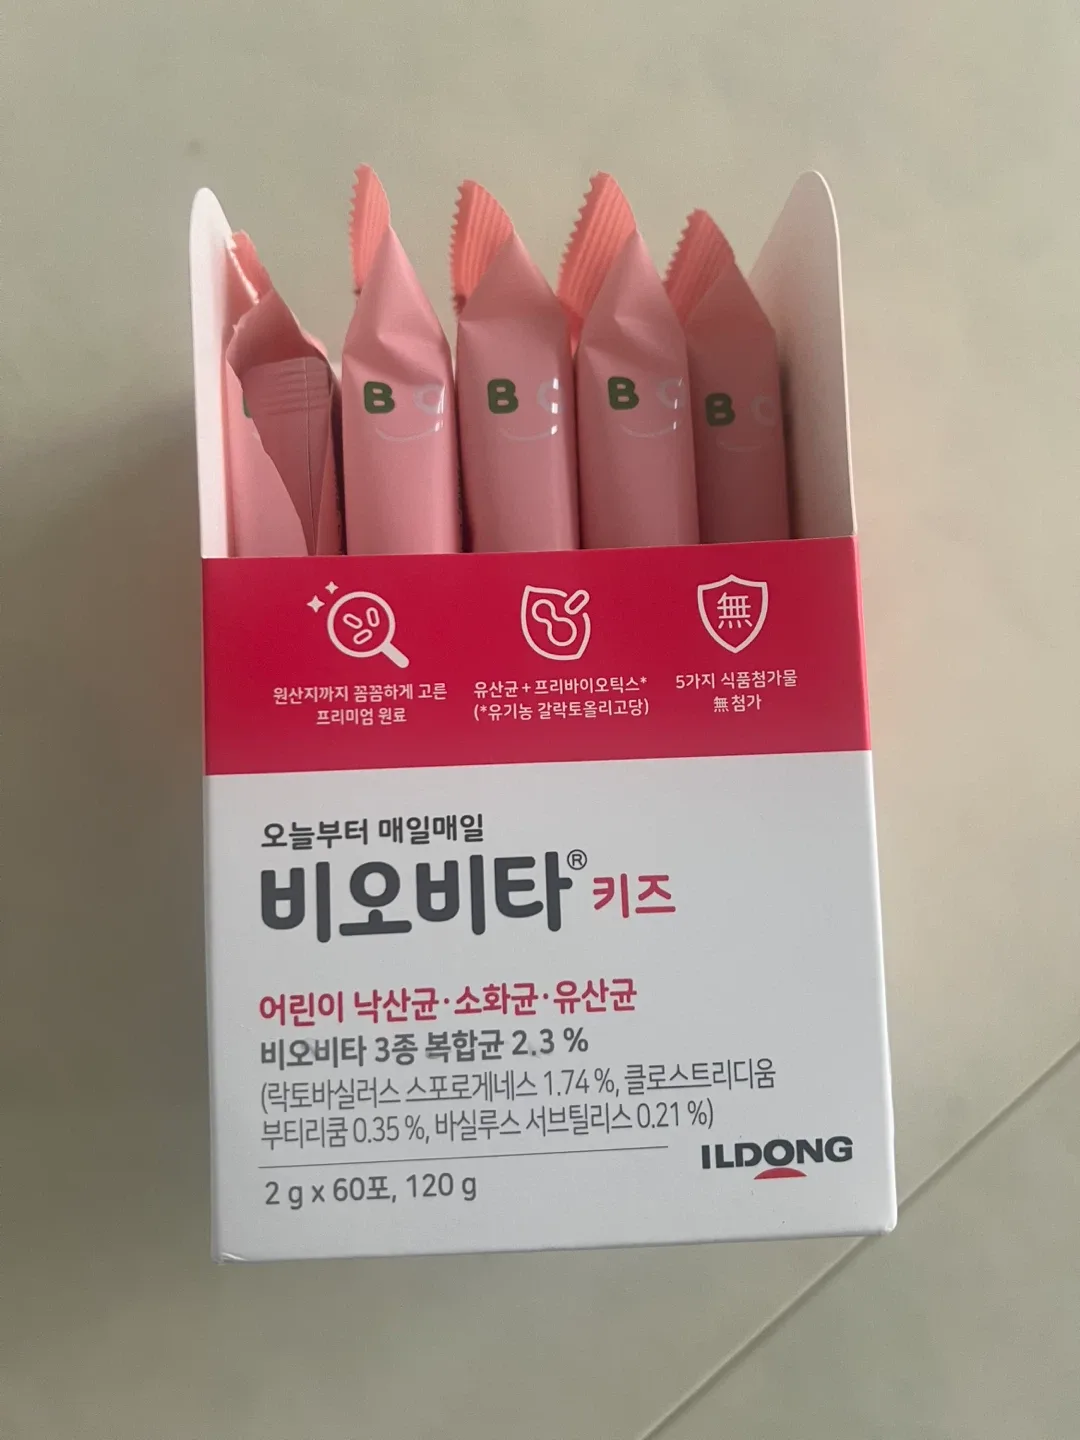 B
B
B
B
無
원산지까지 꼼꼼하게 고른
프리미엄 원료
유산균+프리바이오틱스*
(*유기농 갈락토올리고당)
5가지 식품첨가물
無첨가
오늘부터 매일매일
비오비타® 키즈
어린이 낙산균·소화균·유산균
비오비타 3종 복합균 2.3 %
(락토바실러스 스포로게네스 1.74 %, 클로스트리디움
부티리쿰 0.35 %, 바실루스 서브틸리스 0.21 %)
ILDONG
2 g x 60포, 120 g